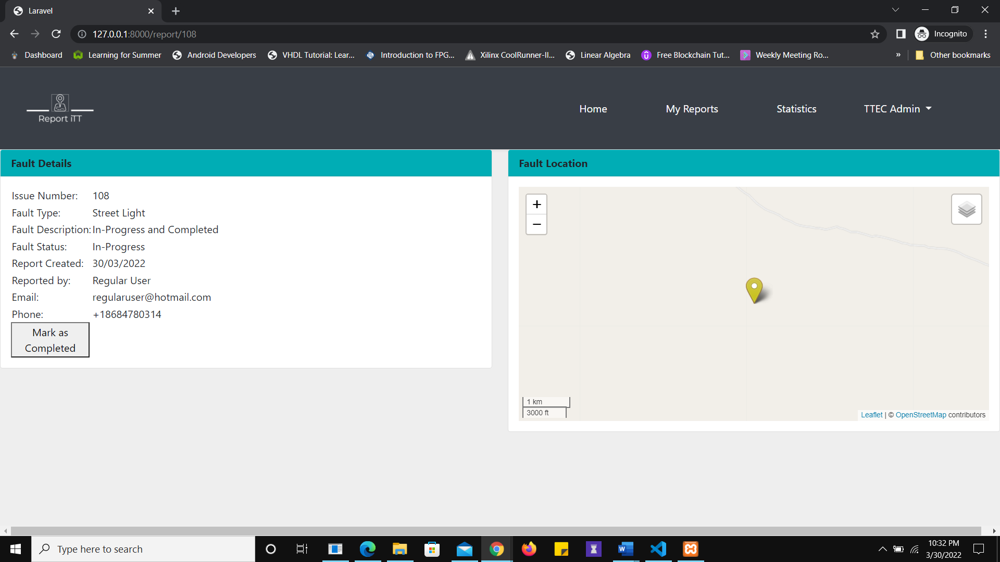 Laravel
127.0.0.1:8000/report/108
Incognito
Dashboard
Learning for Summer
Android Developers
VHDL Tutorial: Lear...
Introduction to FPG...
Xilinx CoolRunner-II...
Linear Algebra
Free Blockchain Tut...
Weekly Meeting Ro...
»
Other bookmarks
Report iTT
Home
My Reports
Statistics
TTEC Admin
Fault Details
Issue Number: 108
Fault Type: Street Light
Fault Description: In-Progress and Completed
Fault Status: In-Progress
Report Created: 30/03/2022
Reported by: Regular User
Email: regularuser@hotmail.com
Phone: +18684780314
Mark as
Completed
Fault Location
+
−
1 km
3000 ft
Leaflet | © OpenStreetMap contributors
Type here to search
10:32 PM
3/30/2022